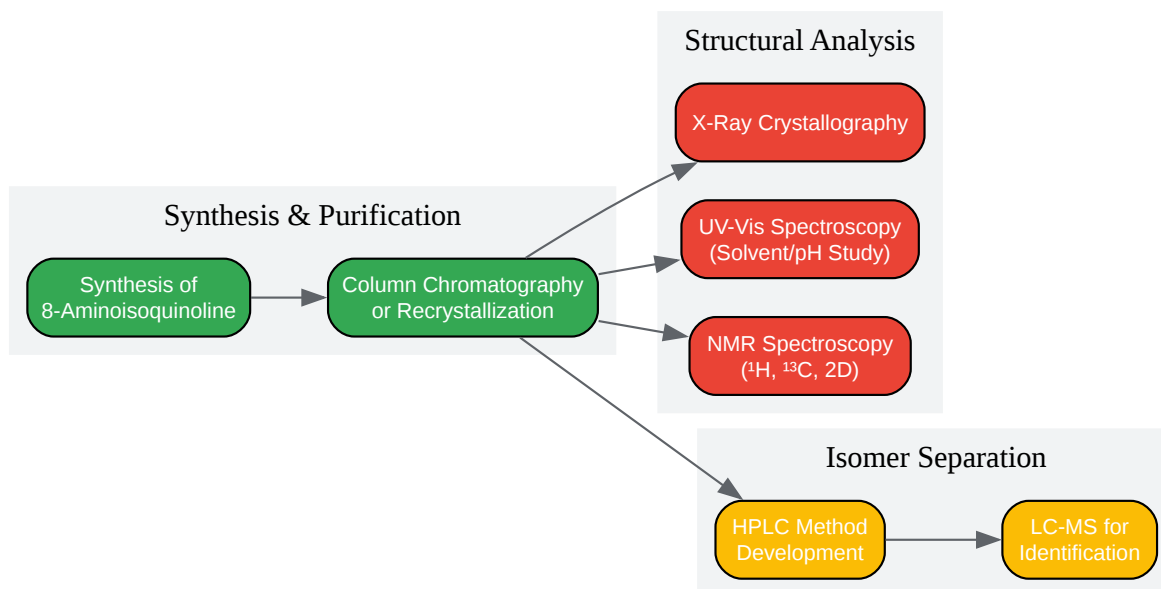 Synthesis & Purification
Synthesis of
8-Aminoisoquinoline
Column Chromatography
or Recrystallization
Structural Analysis
X-Ray Crystallography
UV-Vis Spectroscopy
(Solvent/pH Study)
NMR Spectroscopy
(¹H, ¹³C, 2D)
Isomer Separation
HPLC Method
Development
LC-MS for
Identification